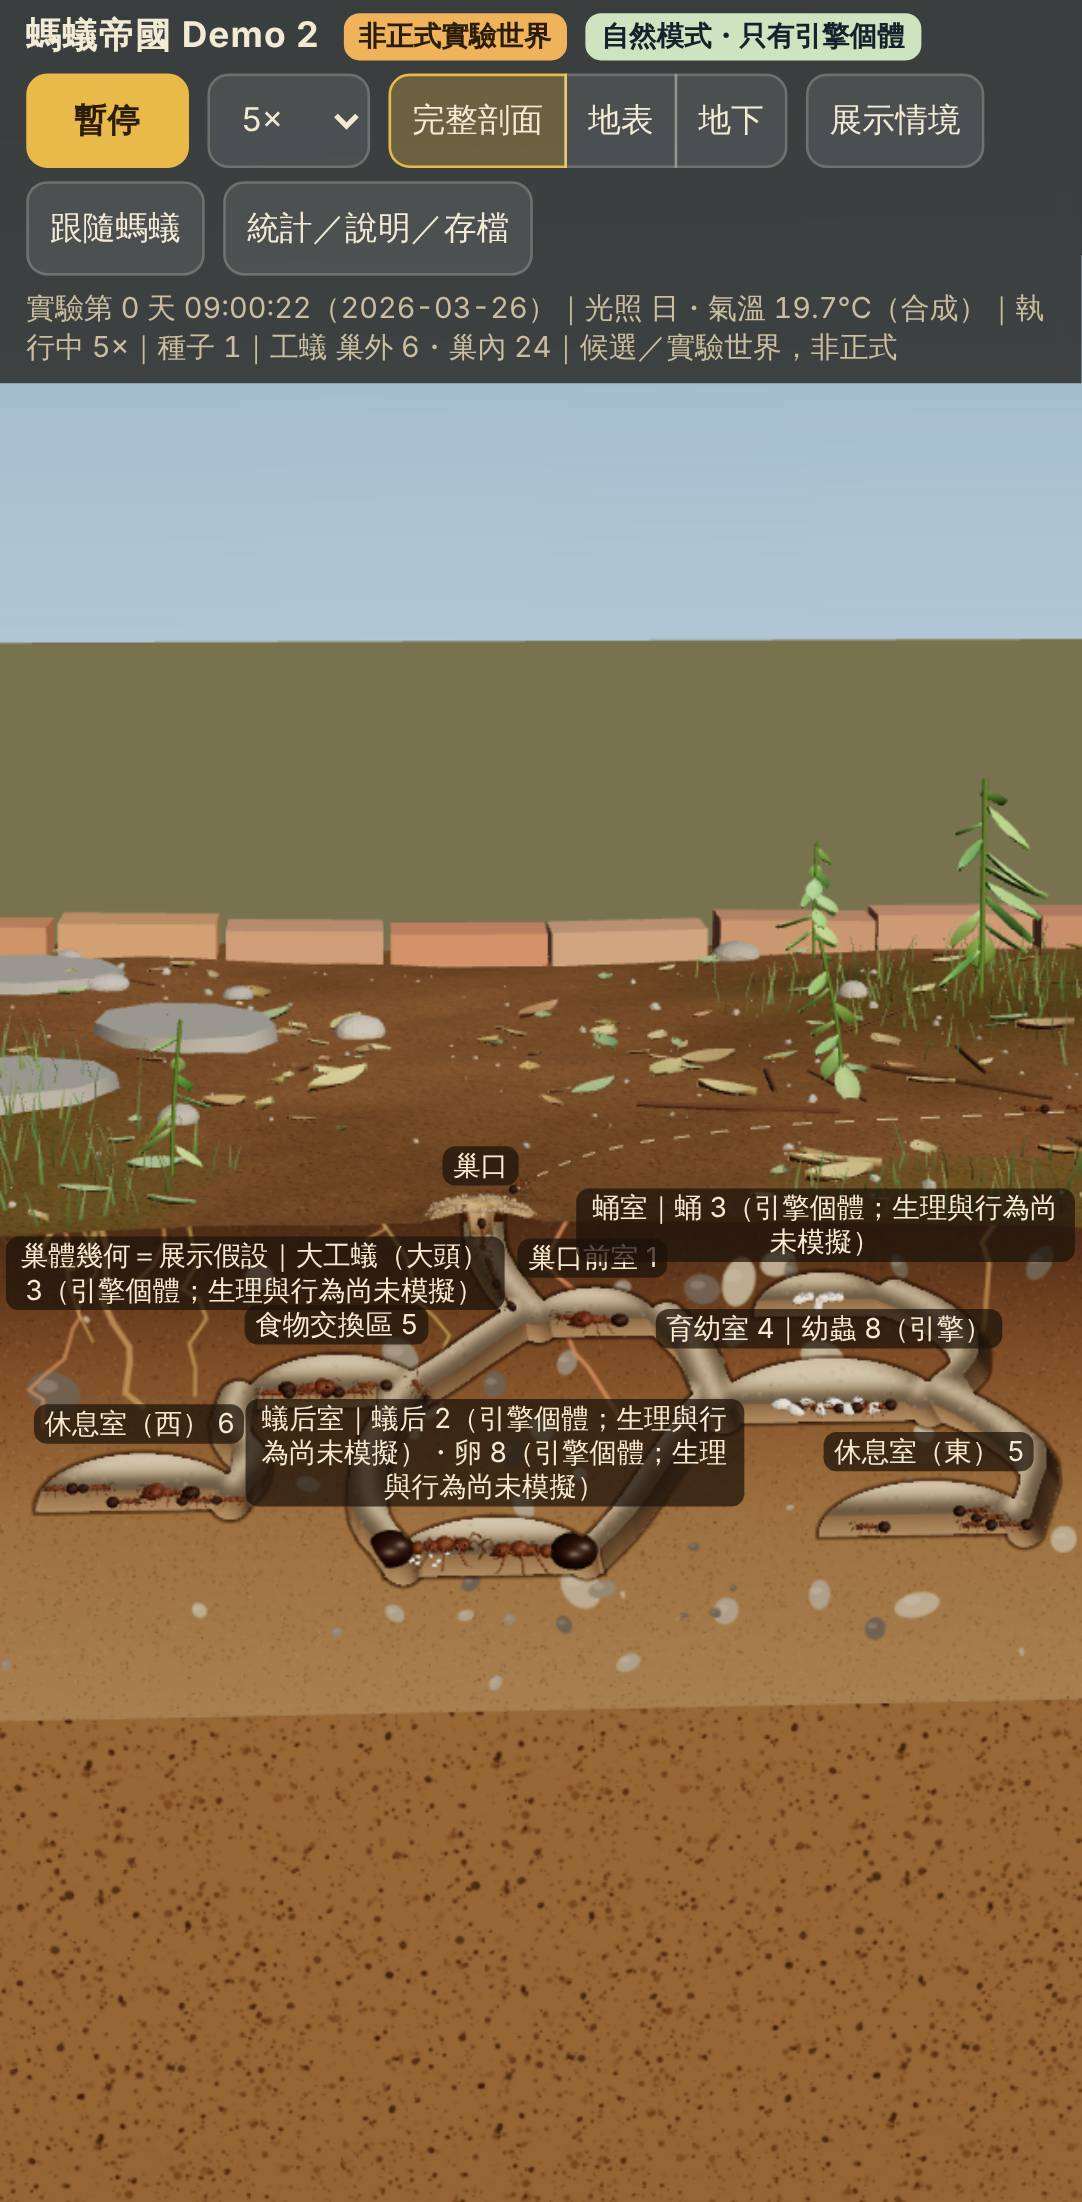 螞蟻帝國 Demo 2
非正式實驗世界
自然模式・只有引擎個體
暫停
5×
完整剖面
地表
地下
展示情境
跟隨螞蟻
統計／說明／存檔
實驗第 0 天 09:00:22（2026-03-26）｜光照 日・氣溫 19.7°C（合成）｜執
行中 5×｜種子 1｜工蟻 巢外 6・巢內 24｜候選／實驗世界，非正式
巢口
蛹室｜蛹 3（引擎個體；生理與行為尚
未模擬）
巢體幾何＝展示假設｜大工蟻（大頭）
3（引擎個體；生理與行為尚未模擬）
巢口前室 1
食物交換區 5
育幼室 4｜幼蟲 8（引擎）
休息室（西） 6
蟻后室｜蟻后 2（引擎個體；生理與行
為尚未模擬）・卵 8（引擎個體；生理
與行為尚未模擬）
休息室（東） 5